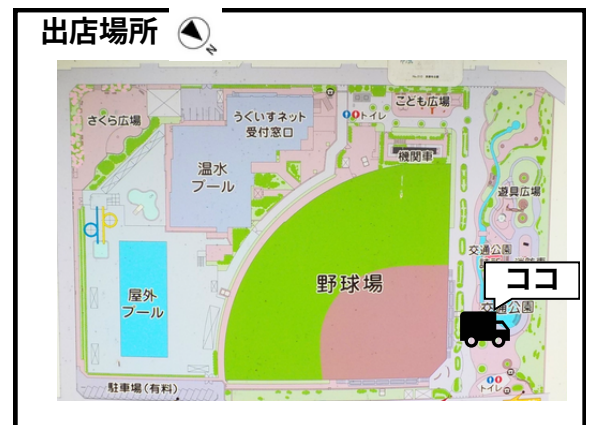 出店場所
N
こども広場
トイレ
さくら広場
うぐいすネット
受付窓口
機関車
温水
プール
遊具広場
交通公園
ココ
野球場
屋外
プール
交通公園
駐車場(有料)
トイレ